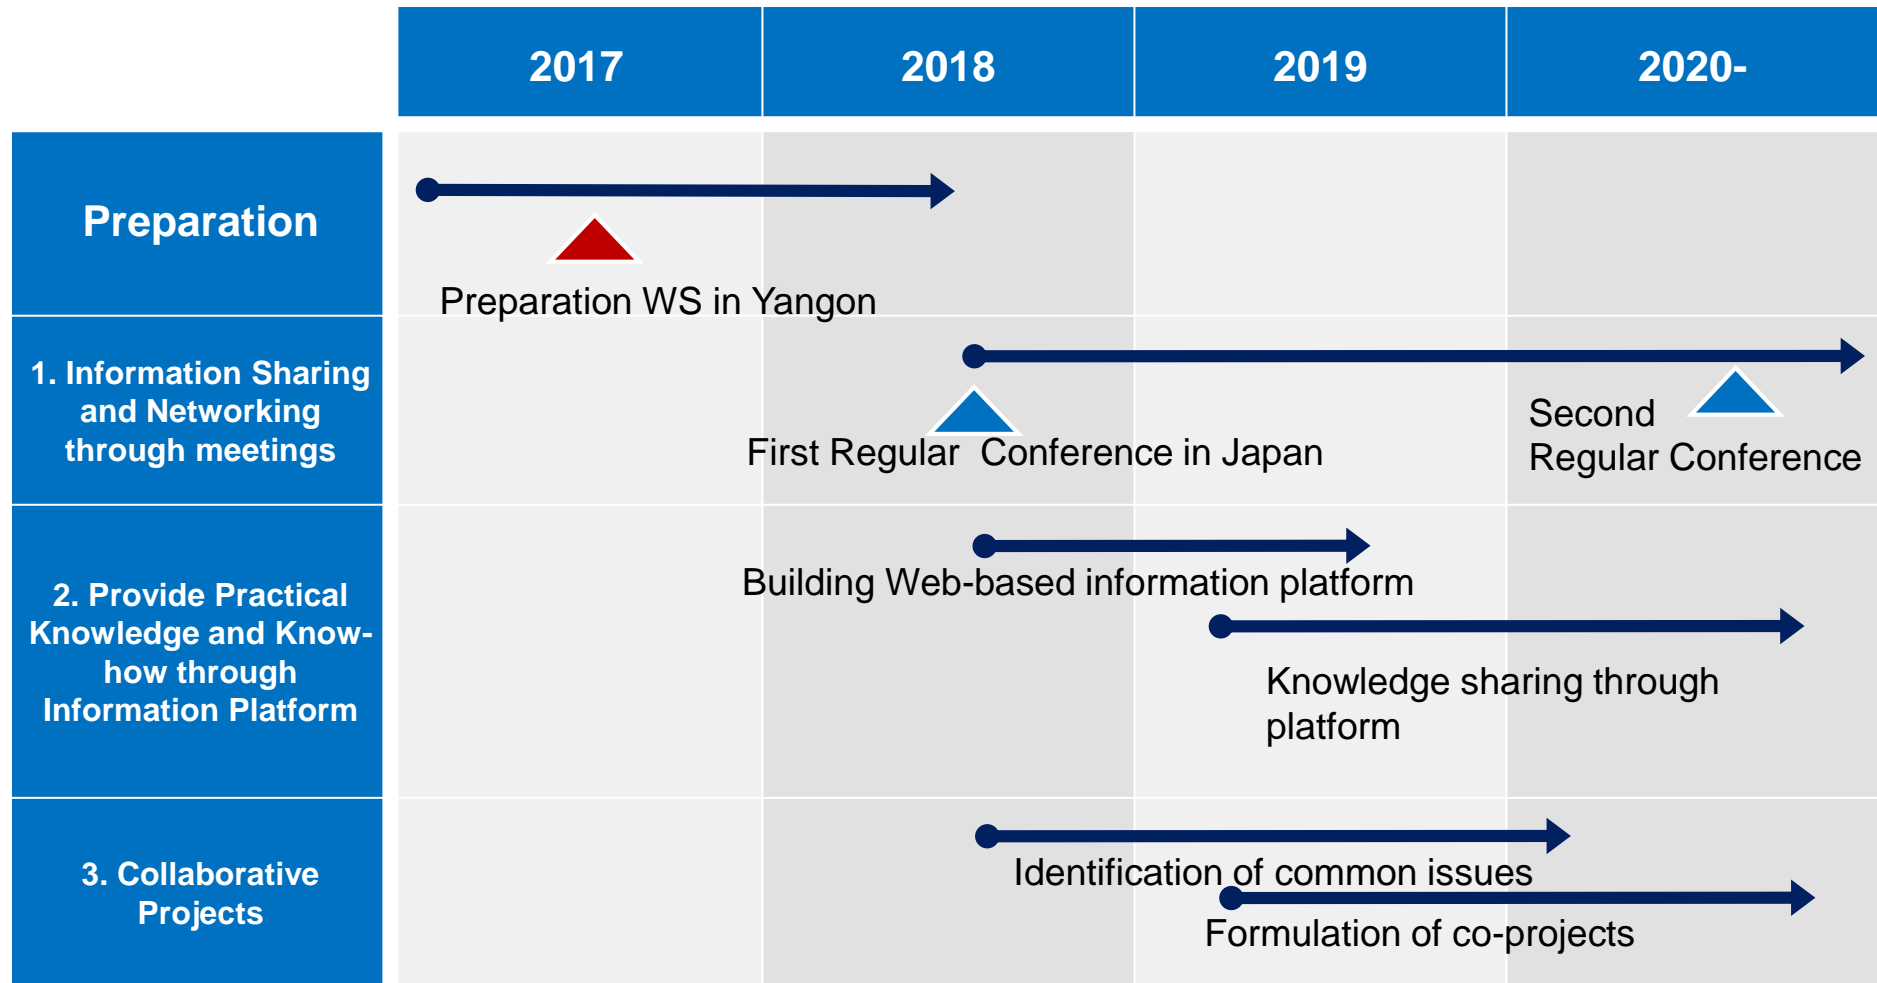 2017
2018
2019
2020-
Preparation
Preparation WS in Yangon
1. Information Sharing
and Networking
through meetings
First Regular  Conference in Japan
Second
Regular Conference
2. Provide Practical
Knowledge and Know-
how through
Information Platform
Building Web-based information platform
Knowledge sharing through
platform
3. Collaborative
Projects
Identification of common issues
Formulation of co-projects